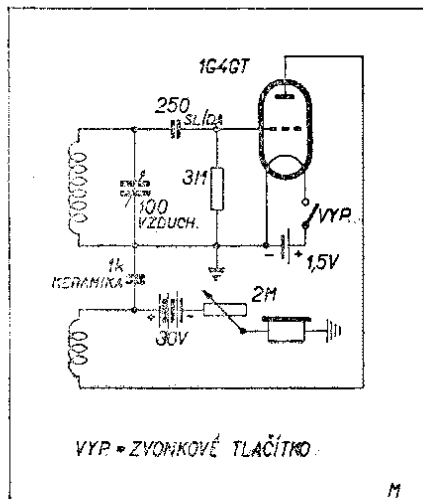 1G4GT
250
SLÍDA
3M
100
VZDUCH.
VYP.
- + 1,5V
1k
KERAMIKA
2M
+ -
30V
VYP. = ZVONKOVÉ TLAČÍTKO
M